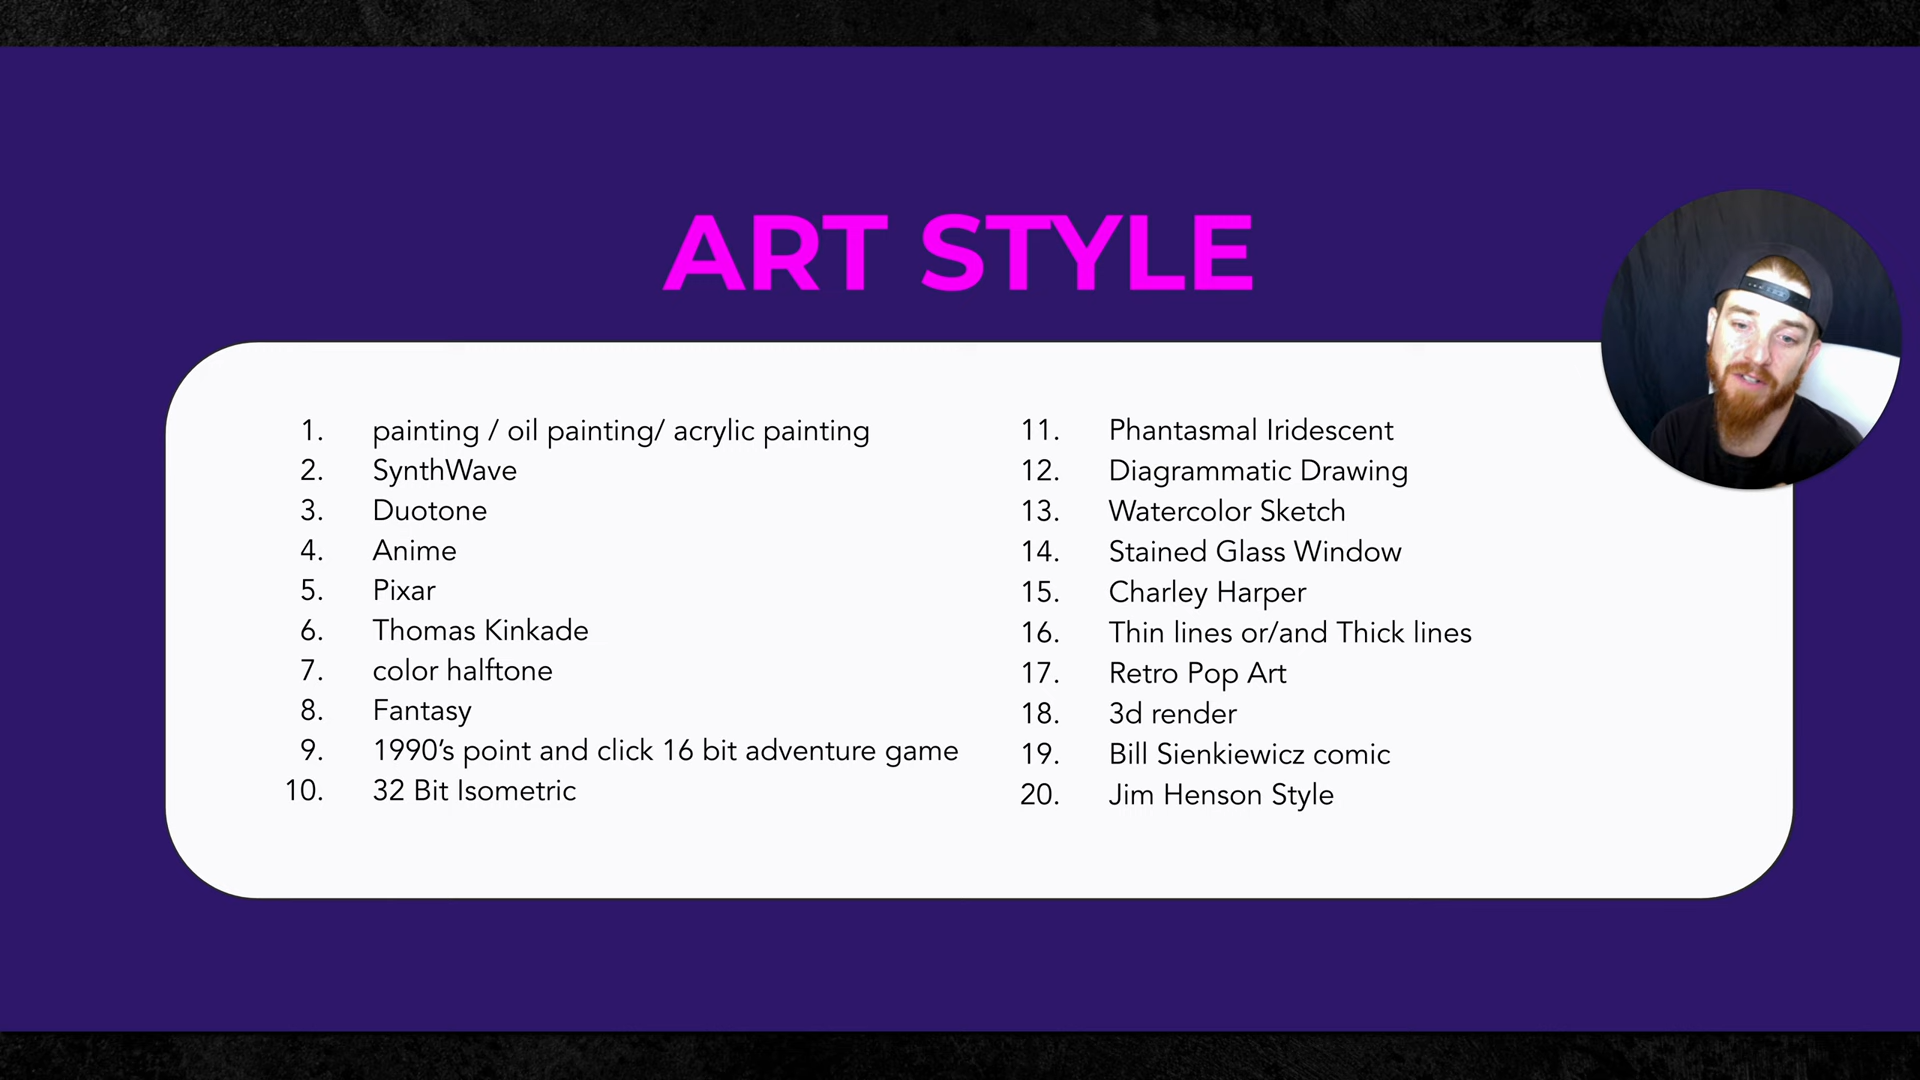 ART STYLE
1. painting / oil painting/ acrylic painting
2. SynthWave
3. Duotone
4. Anime
5. Pixar
6. Thomas Kinkade
7. color halftone
8. Fantasy
9. 1990’s point and click 16 bit adventure game
10. 32 Bit Isometric
11. Phantasmal Iridescent
12. Diagrammatic Drawing
13. Watercolor Sketch
14. Stained Glass Window
15. Charley Harper
16. Thin lines or/and Thick lines
17. Retro Pop Art
18. 3d render
19. Bill Sienkiewicz comic
20. Jim Henson Style